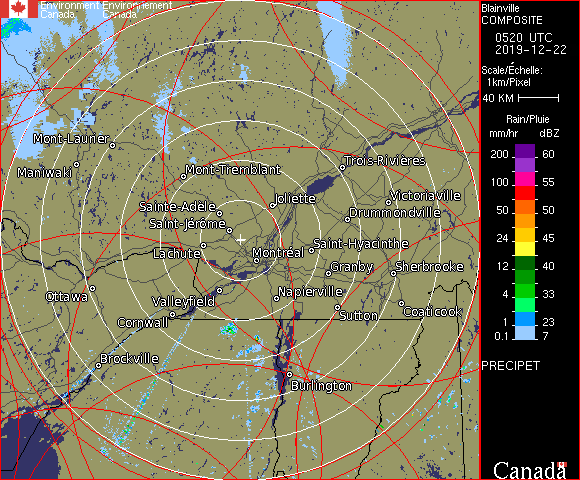 Environment Environnement
Canada Canada
Blainville
COMPOSITE
0520 UTC
2019-12-22
Scale/Échelle:
1km/Pixel
40 KM
Rain/Pluie
mm/hr dBZ
200 60
100 55
50 50
24 45
12 40
4 33
1 23
0.1 7
PRECIPET
Mont-Laurier
Maniwaki
Mont-Tremblant
Trois-Rivières
Sainte-Adèle
Joliette
Victoriaville
Drummondville
Saint-Jérôme
Lachute
Montréal
Saint-Hyacinthe
Granby
Sherbrooke
Ottawa
Valleyfield
Napierville
Cornwall
Sutton
Coaticook
Brockville
Burlington
Canada